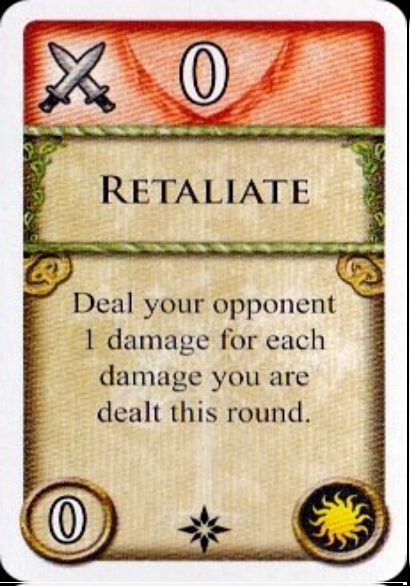 0
RETALIATE
Deal your opponent
1 damage for each
damage you are
dealt this round.
0